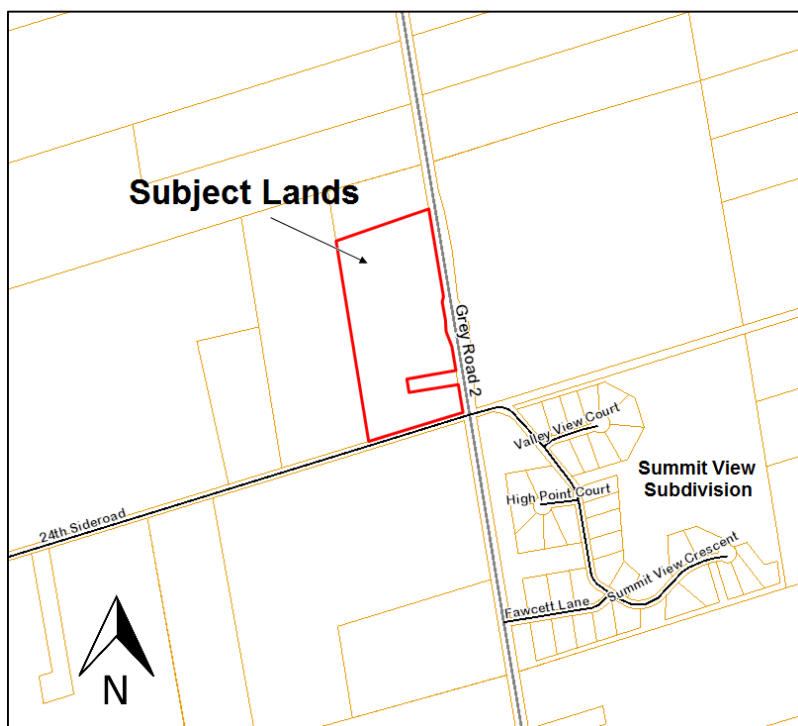 Subject Lands
Grey Road 2
Valley View Court
Summit View
Subdivision
High Point Court
24th Sideroad
Summit View Crescent
Fawcett Lane
N